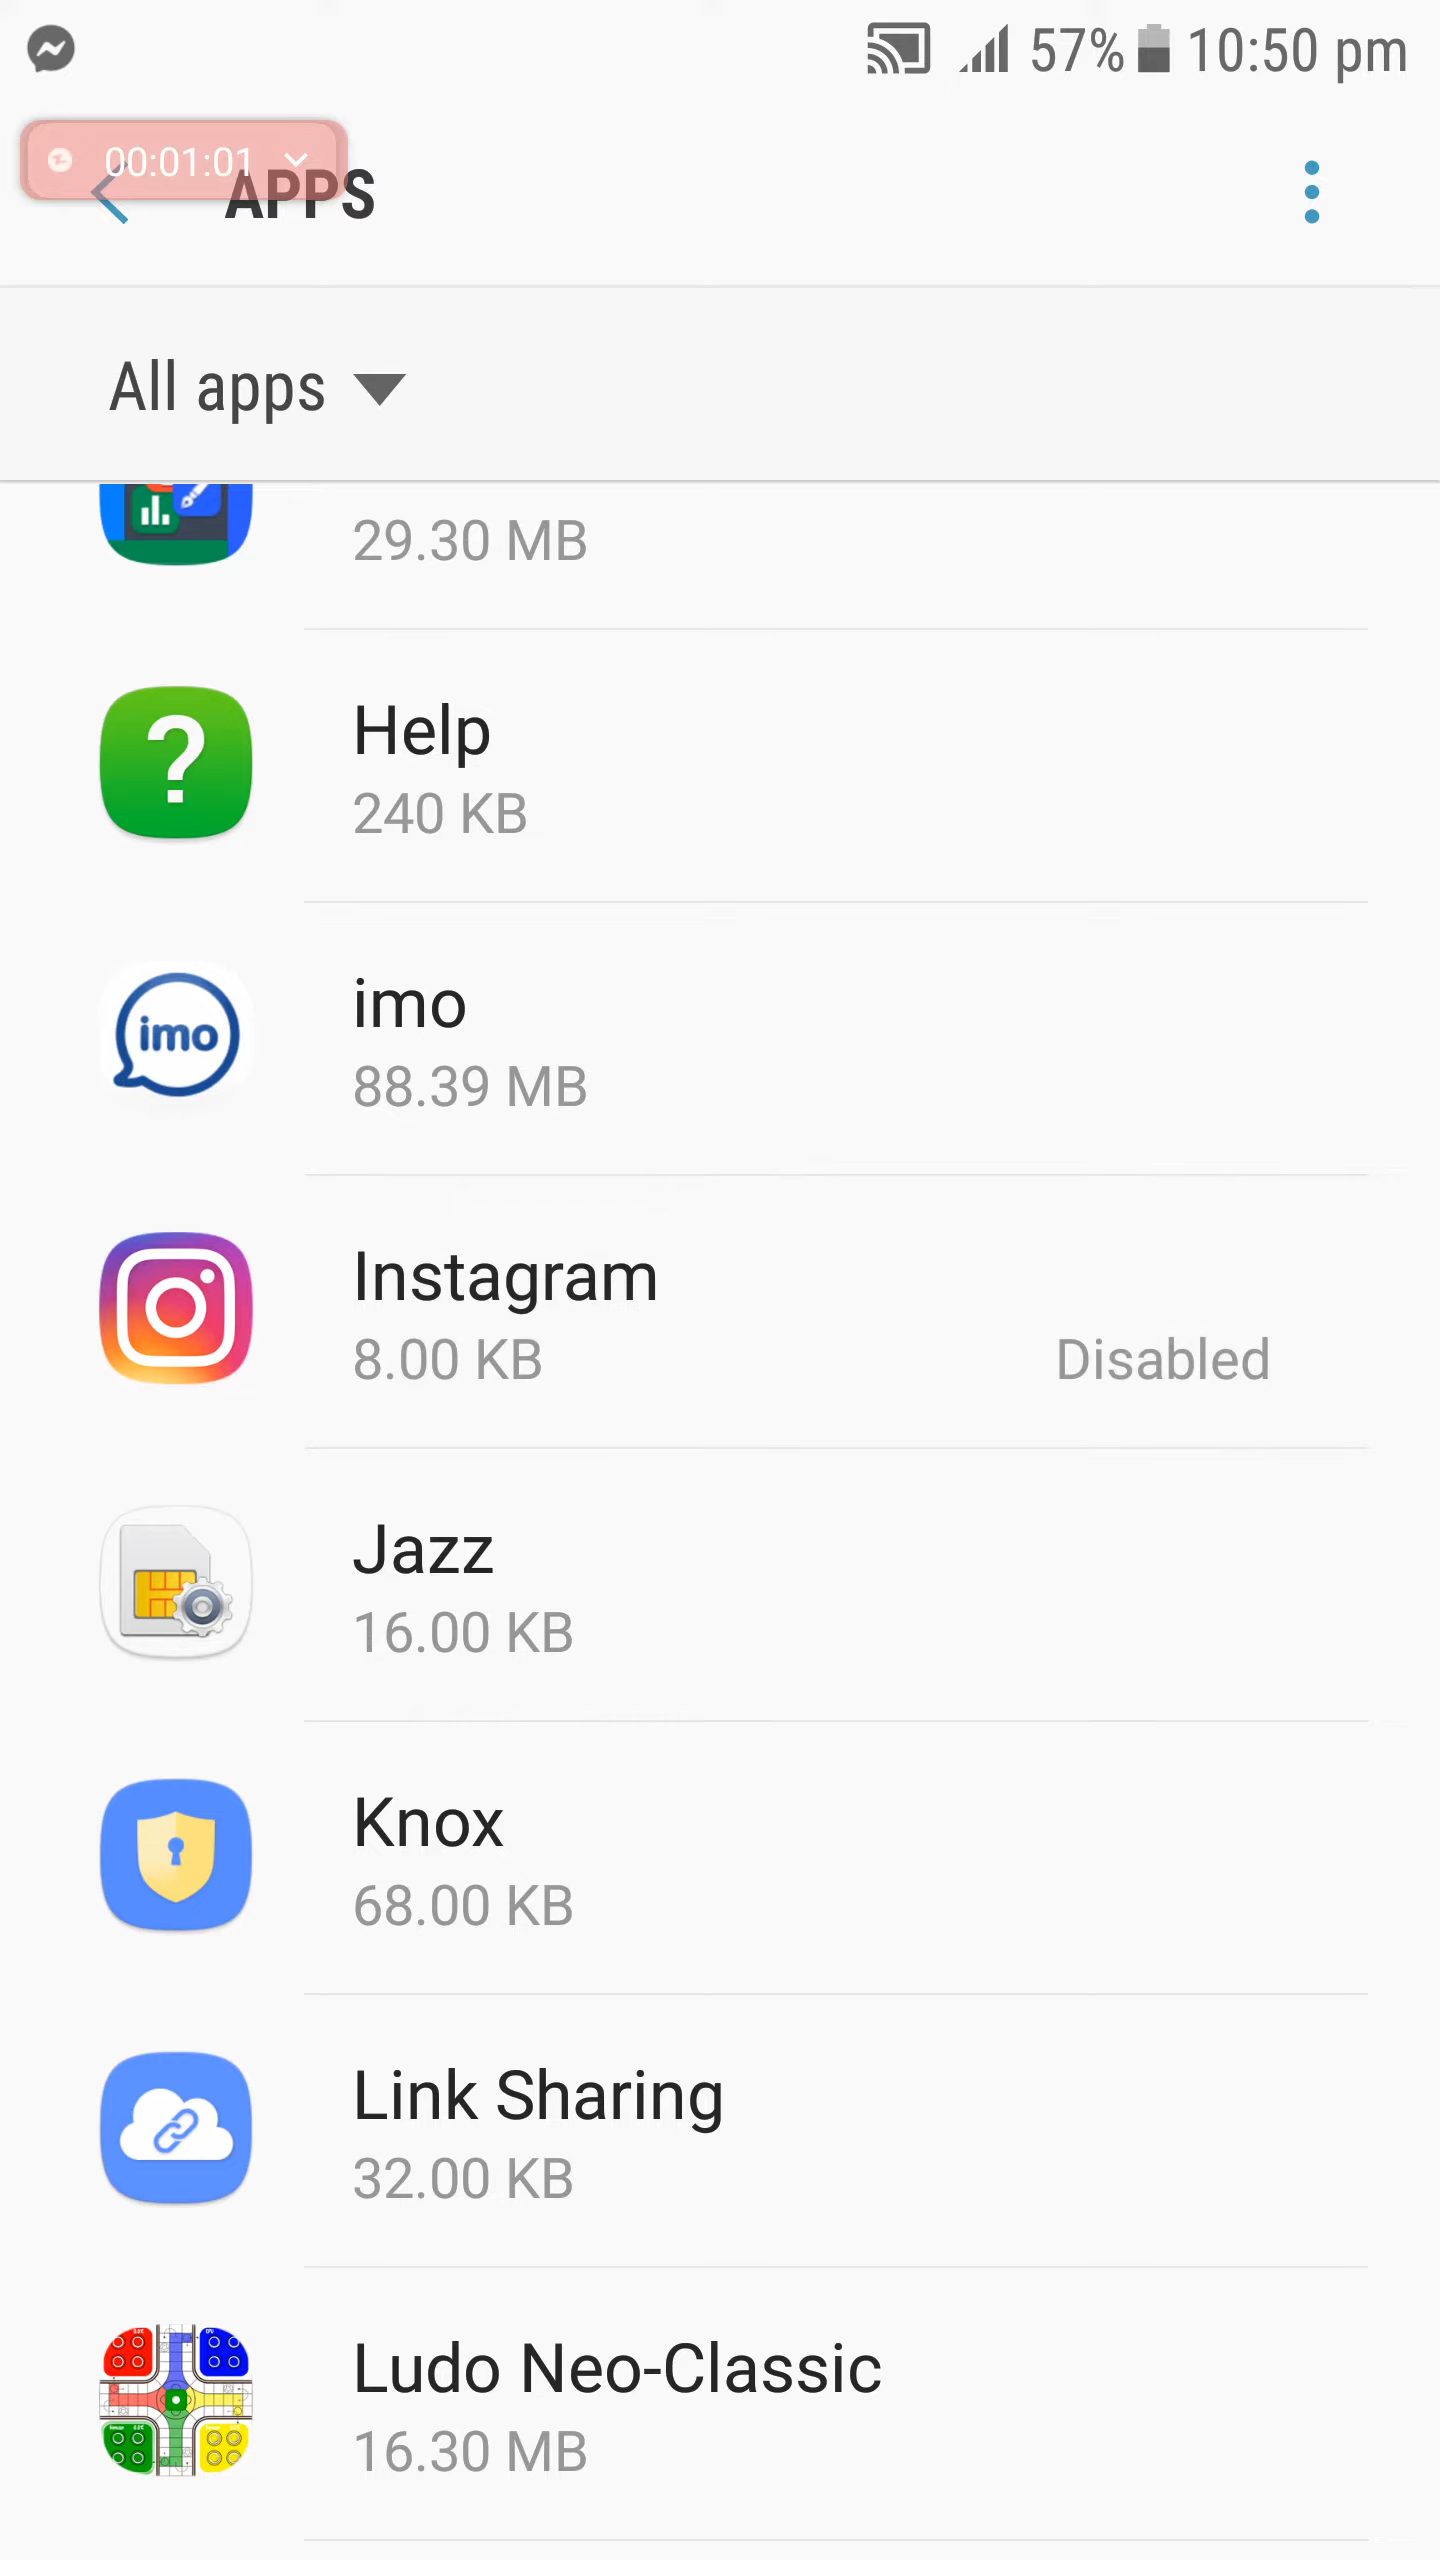 57% 10:50 pm
00:01:01
APPS
All apps
29.30 MB
Help
240 KB
imo
imo
88.39 MB
Instagram
8.00 KB
Disabled
Jazz
16.00 KB
Knox
68.00 KB
Link Sharing
32.00 KB
Ludo Neo-Classic
16.30 MB